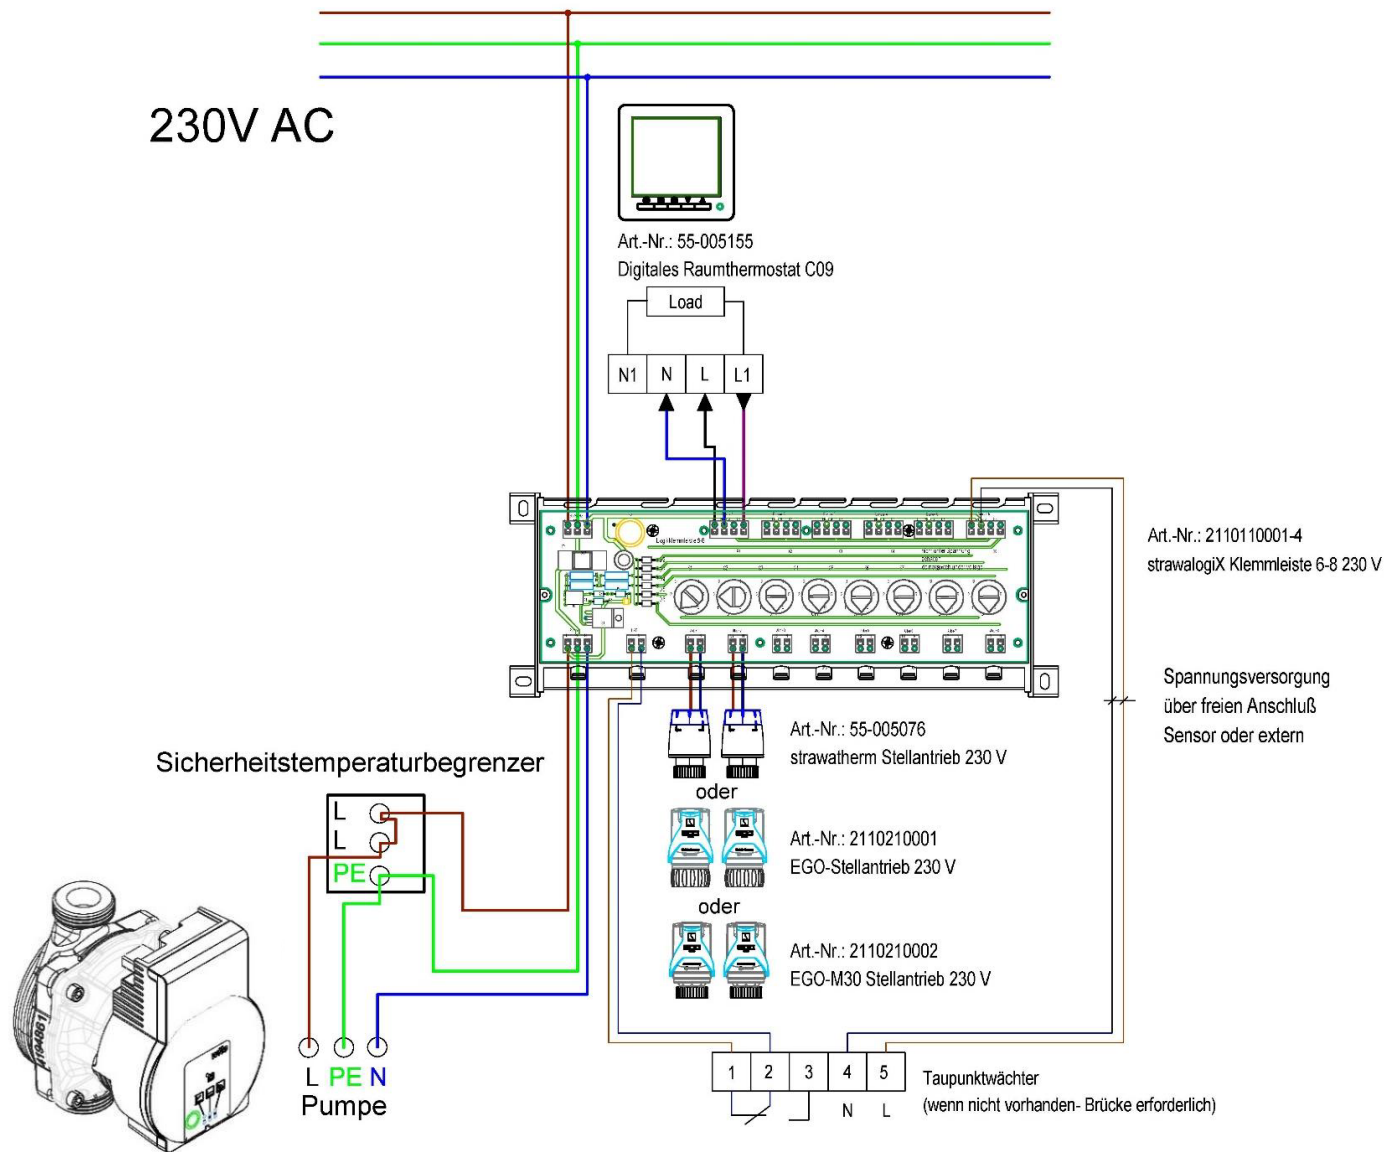 230V AC
Art.-Nr.: 55-005155
Digitales Raumthermostat C09
Load
N1 N L L1
Art.-Nr.: 2110110001-4
strawalogiX Klemmleiste 6-8 230 V
Spannungsversorgung
über freien Anschluß
Sensor oder extern
Art.-Nr.: 55-005076
strawatherm Stellantrieb 230 V
oder
Sicherheitstemperaturbegrenzer
L
L
PE
Art.-Nr.: 2110210001
EGO-Stellantrieb 230 V
oder
Art.-Nr.: 2110210002
EGO-M30 Stellantrieb 230 V
L PE N
Pumpe
1 2 3 4 5
N L
Taupunktwächter
(wenn nicht vorhanden- Brücke erforderlich)